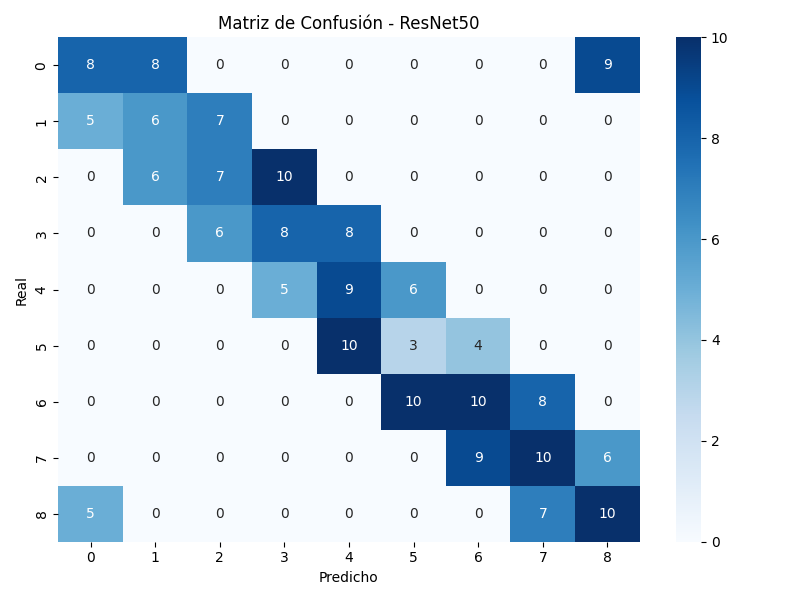 Matriz de Confusión - ResNet50
0 8 8 0 0 0 0 0 0 9
1 5 6 7 0 0 0 0 0 0
2 0 6 7 10 0 0 0 0 0
3 0 0 6 8 8 0 0 0 0
4 0 0 0 5 9 6 0 0 0
5 0 0 0 0 10 3 4 0 0
6 0 0 0 0 0 10 10 8 0
7 0 0 0 0 0 0 9 10 6
8 5 0 0 0 0 0 0 7 10
0 1 2 3 4 5 6 7 8
Predicho
Real
10
8
6
4
2
0